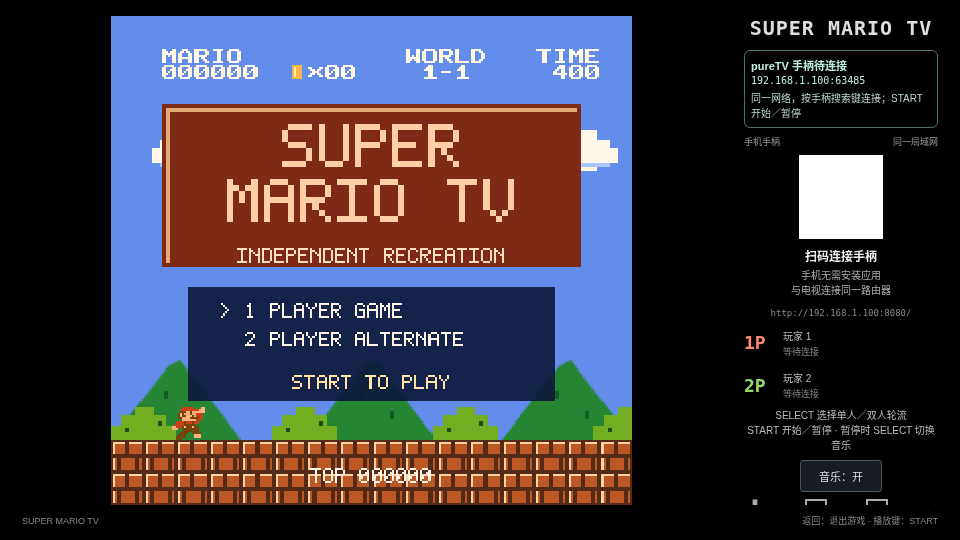 MARIO
000000
x00
WORLD
1-1
TIME
400
SUPER
MARIO TV
INDEPENDENT RECREATION
> 1 PLAYER GAME
2 PLAYER ALTERNATE
START TO PLAY
TOP 000000
SUPER MARIO TV
pureTV 手柄待连接
192.168.1.100:63485
同一网络，按手柄搜索键连接；START
开始／暂停
手机手柄 同一局域网
扫码连接手柄
手机无需安装应用
与电视连接同一路由器
http://192.168.1.100:8080/
1P 玩家 1
等待连接
2P 玩家 2
等待连接
SELECT 选择单人／双人轮流
START 开始／暂停 · 暂停时 SELECT 切换
音乐
音乐：开
SUPER MARIO TV
返回：退出游戏 · 播放键：START